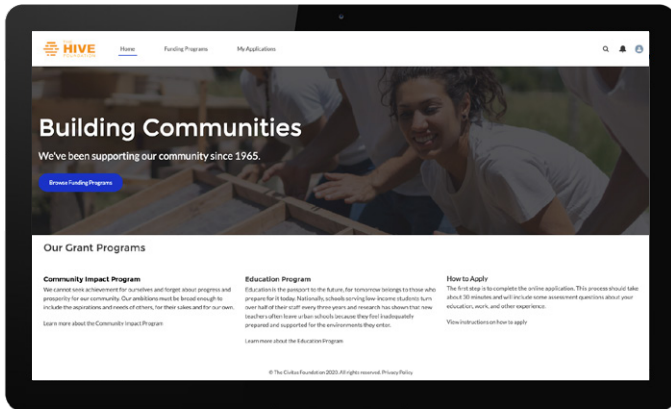 THE
HIVE
FOUNDATION
Home
Funding Programs
My Applications
Building Communities
We've been supporting our community since 1965.
Browse Funding Programs
Our Grant Programs
Community Impact Program
We cannot seek achievement for ourselves and forget about progress and
prosperity for our community. Our ambitions must be broad enough to
include the aspirations and needs of others, for their sakes and for our own.
Learn more about the Community Impact Program
Education Program
Education is the passport to the future, for tomorrow belongs to those who
prepare for it today. Nationally, schools serving low income students turn
over half of their staff every three years and research has shown that new
teachers often leave urban schools because they feel inadequately
prepared and supported for the environments they enter.
Learn more about the Education Program
How to Apply
The first step is to complete the online application. This process should take
about 30 minutes and will include some assessment questions about your
education, work, and other experience.
View instructions on how to apply
© The Civitas Foundation 2020. All rights reserved. Privacy Policy